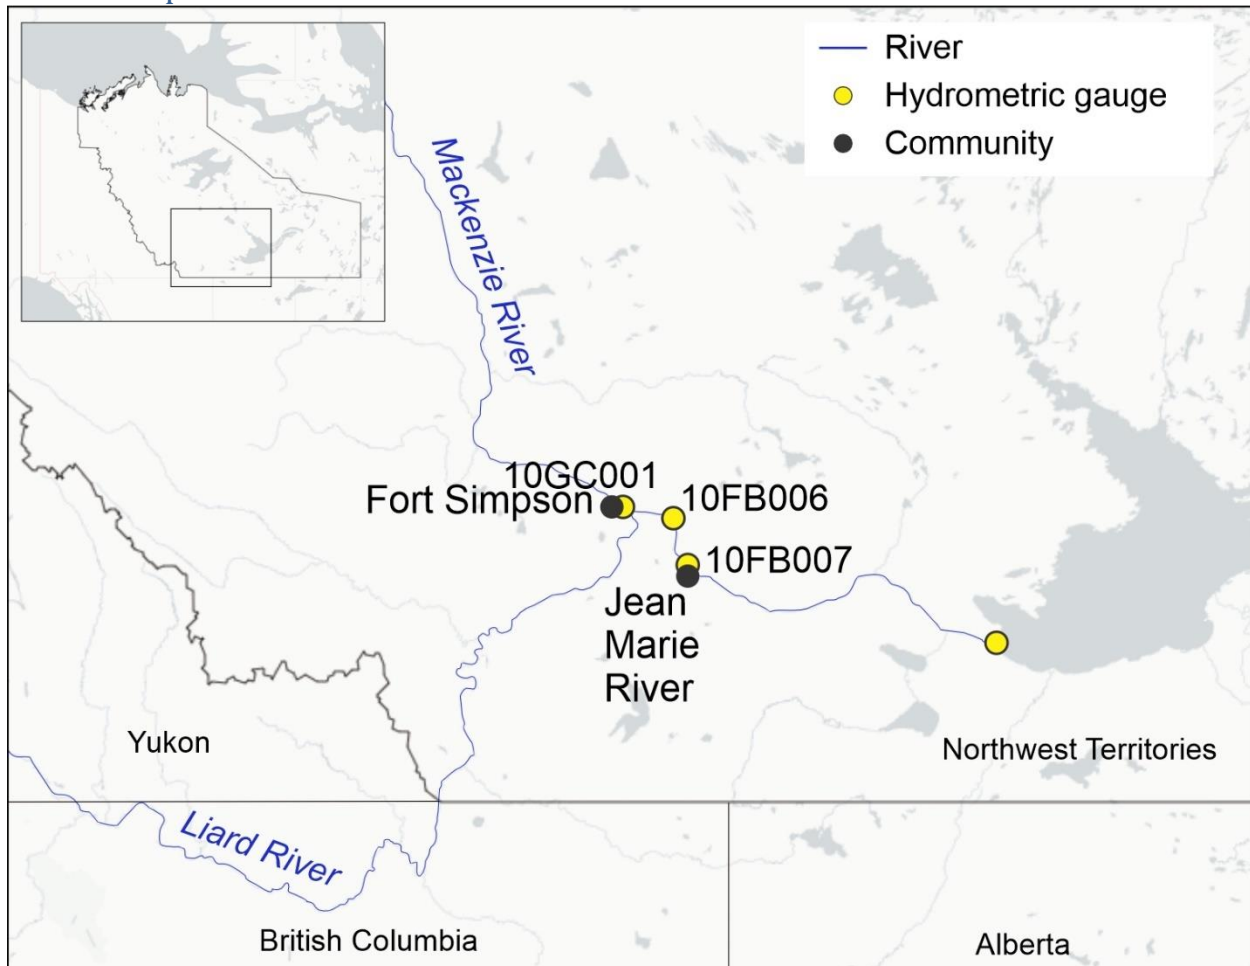 River
Hydrometric gauge
Community
Mackenzie River
10GC001
Fort Simpson
10FB006
10FB007
Jean
Marie
River
Yukon
Northwest Territories
Liard River
British Columbia
Alberta